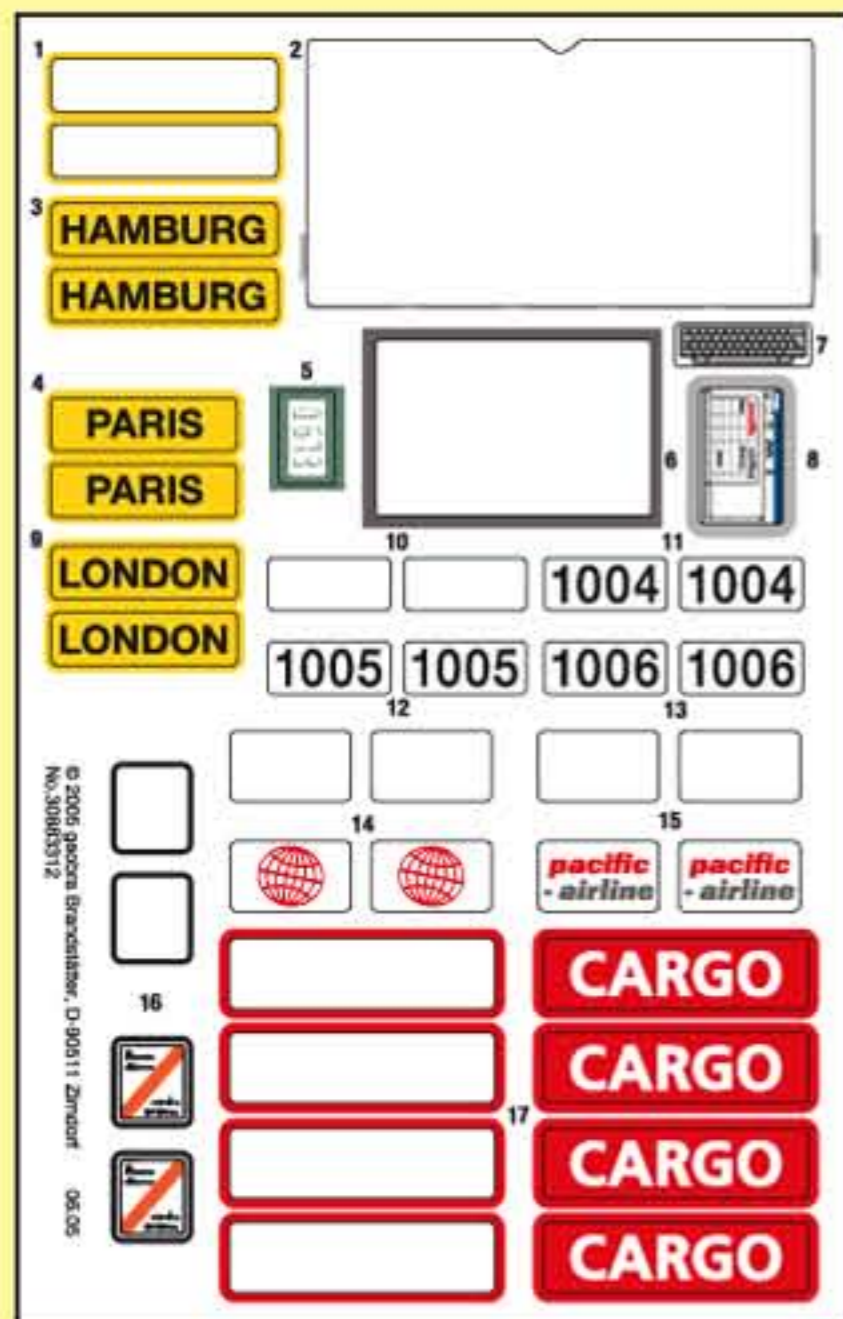 1
2
3
HAMBURG
HAMBURG
4
PARIS
PARIS
5
6
7
8
9
LONDON
LONDON
10
11
1004 1004
1005 1005
1006 1006
12
13
14
15
pacific
- airline
pacific
- airline
16
17
CARGO
CARGO
CARGO
CARGO
© 2005 geobra Brandstätter, D-90511 Zirndorf 06.05
No.30883312